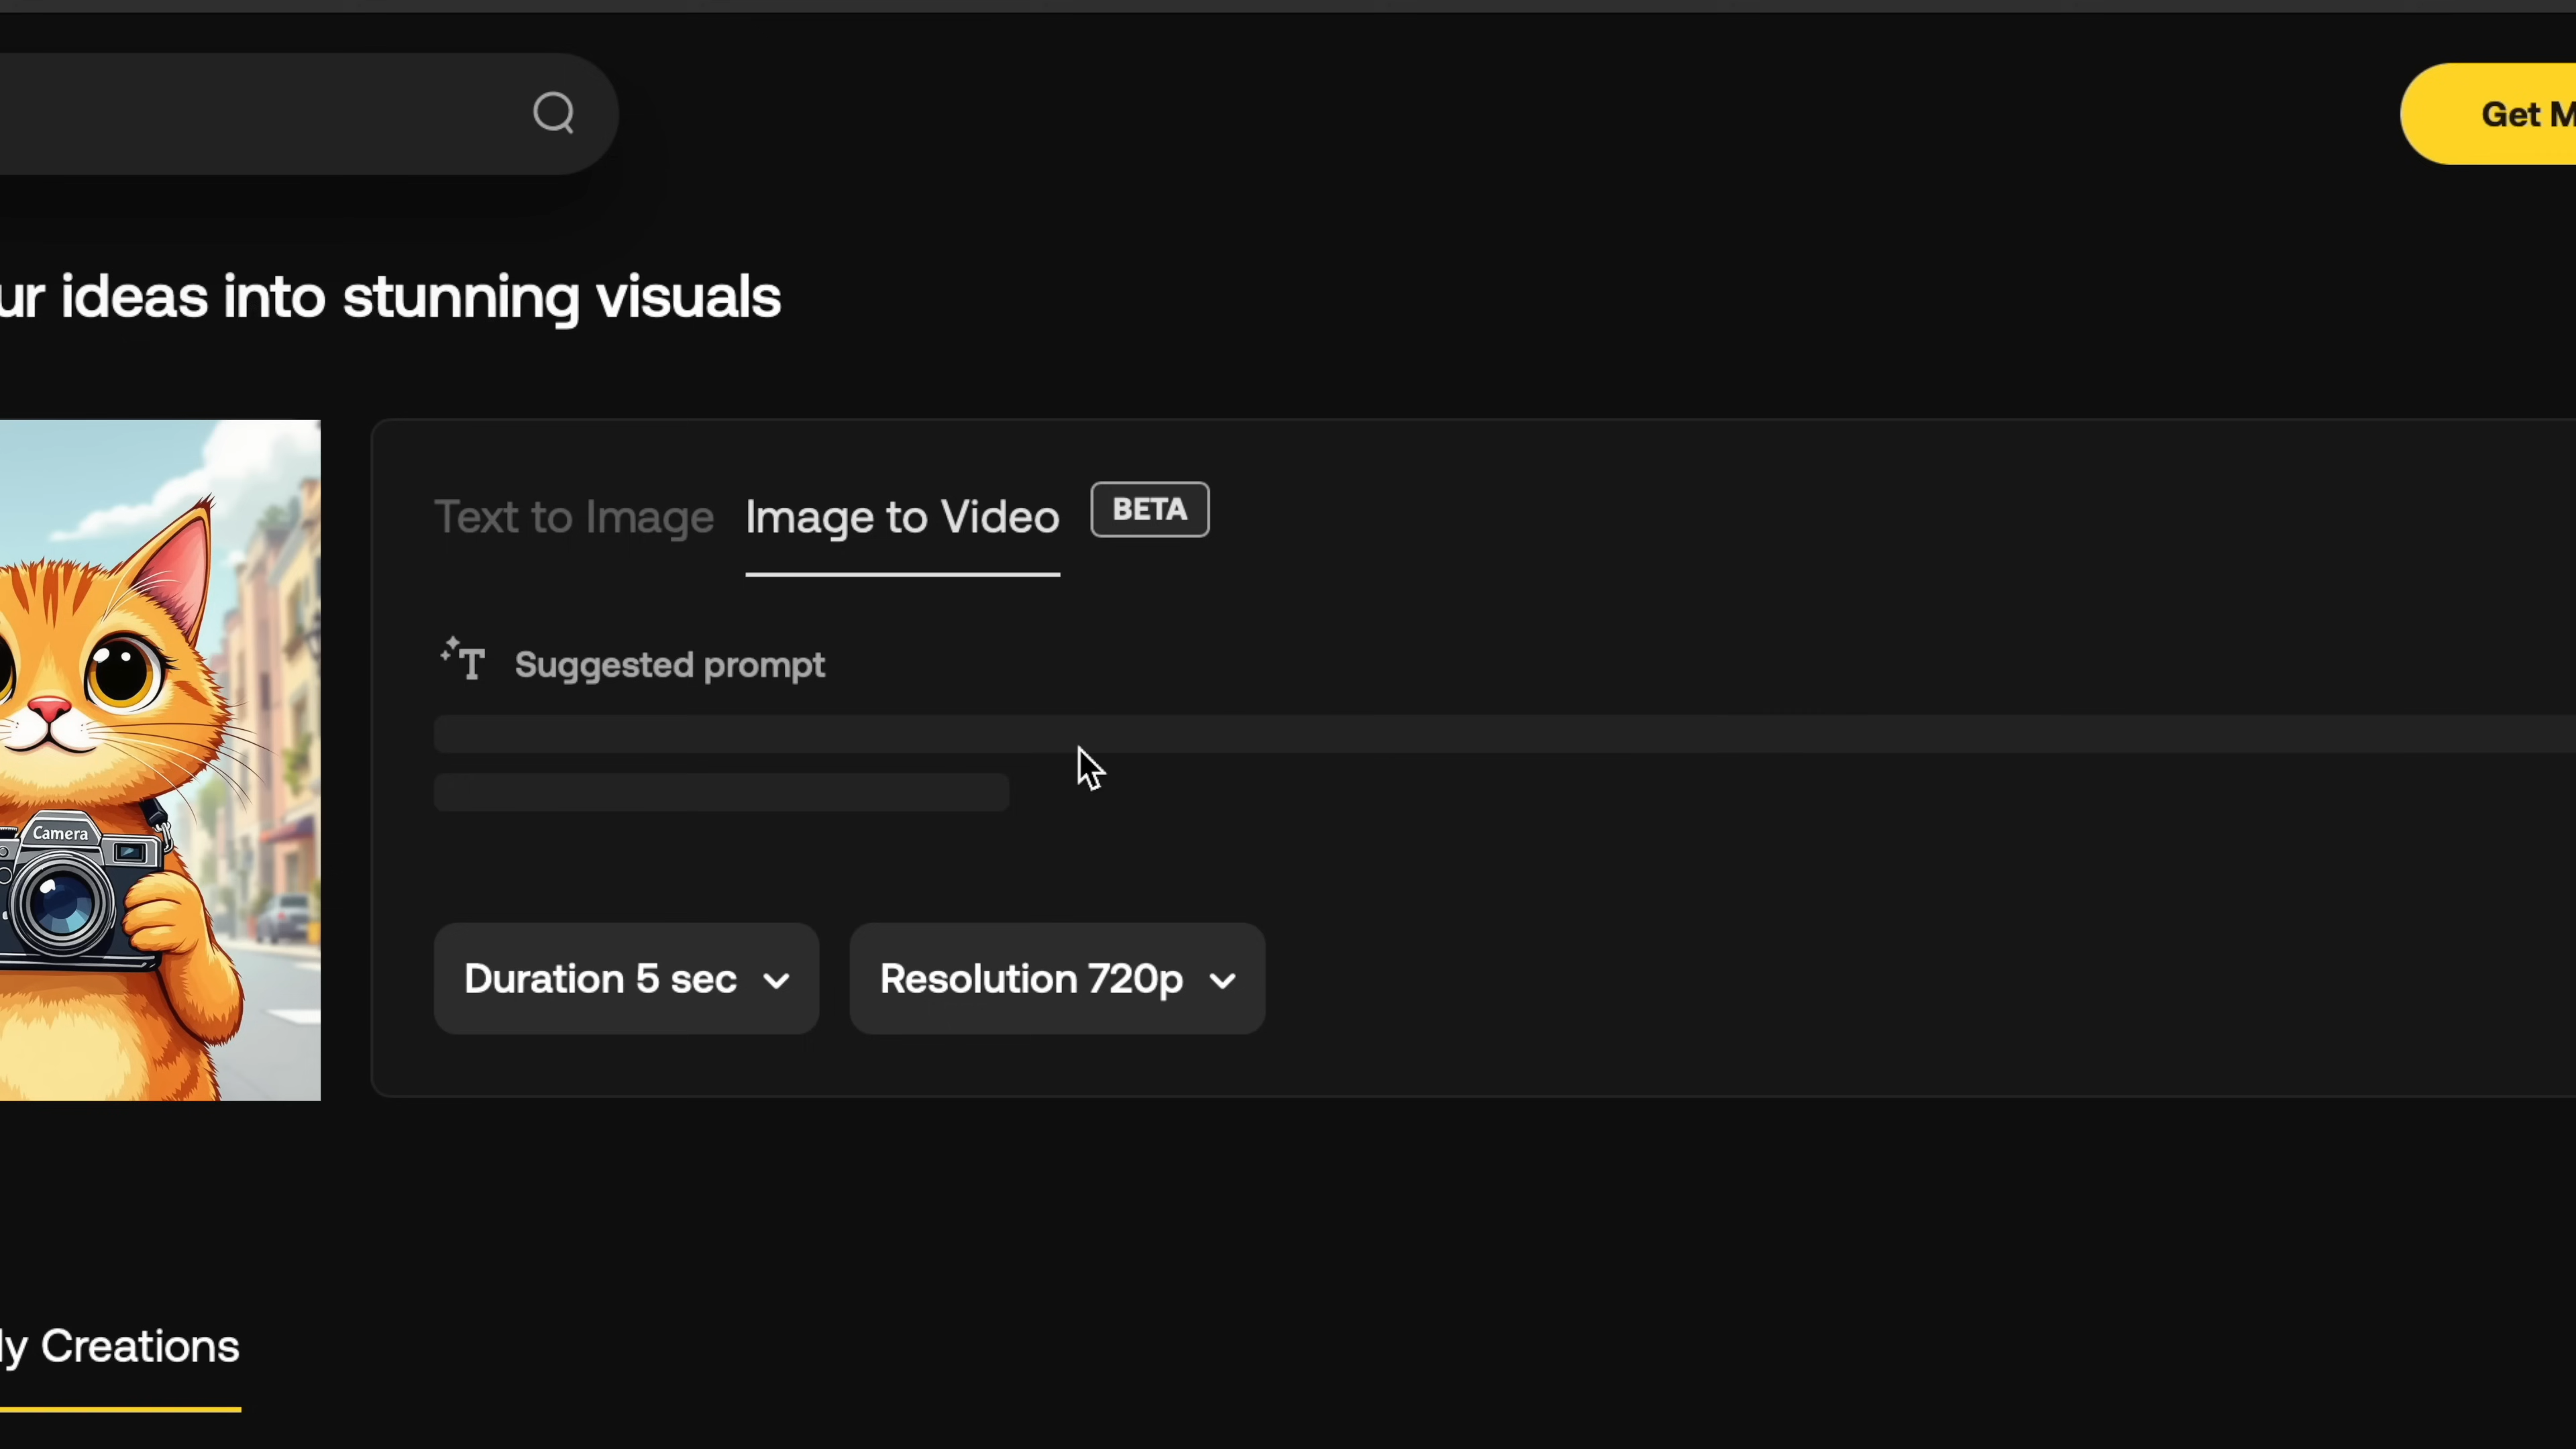 Get M
ur ideas into stunning visuals
Text to Image
Image to Video
BETA
Suggested prompt
Camera
Duration 5 sec
Resolution 720p
ly Creations